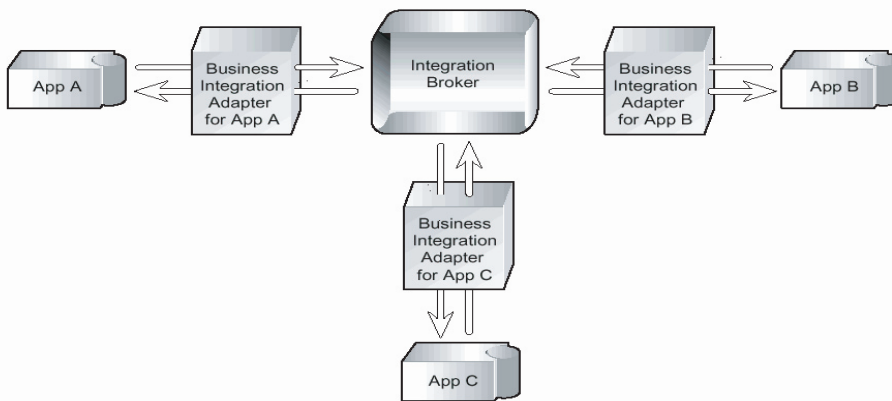 App A
Business
Integration
Adapter
for App A
Integration
Broker
Business
Integration
Adapter
for App B
App B
Business
Integration
Adapter
for App C
App C